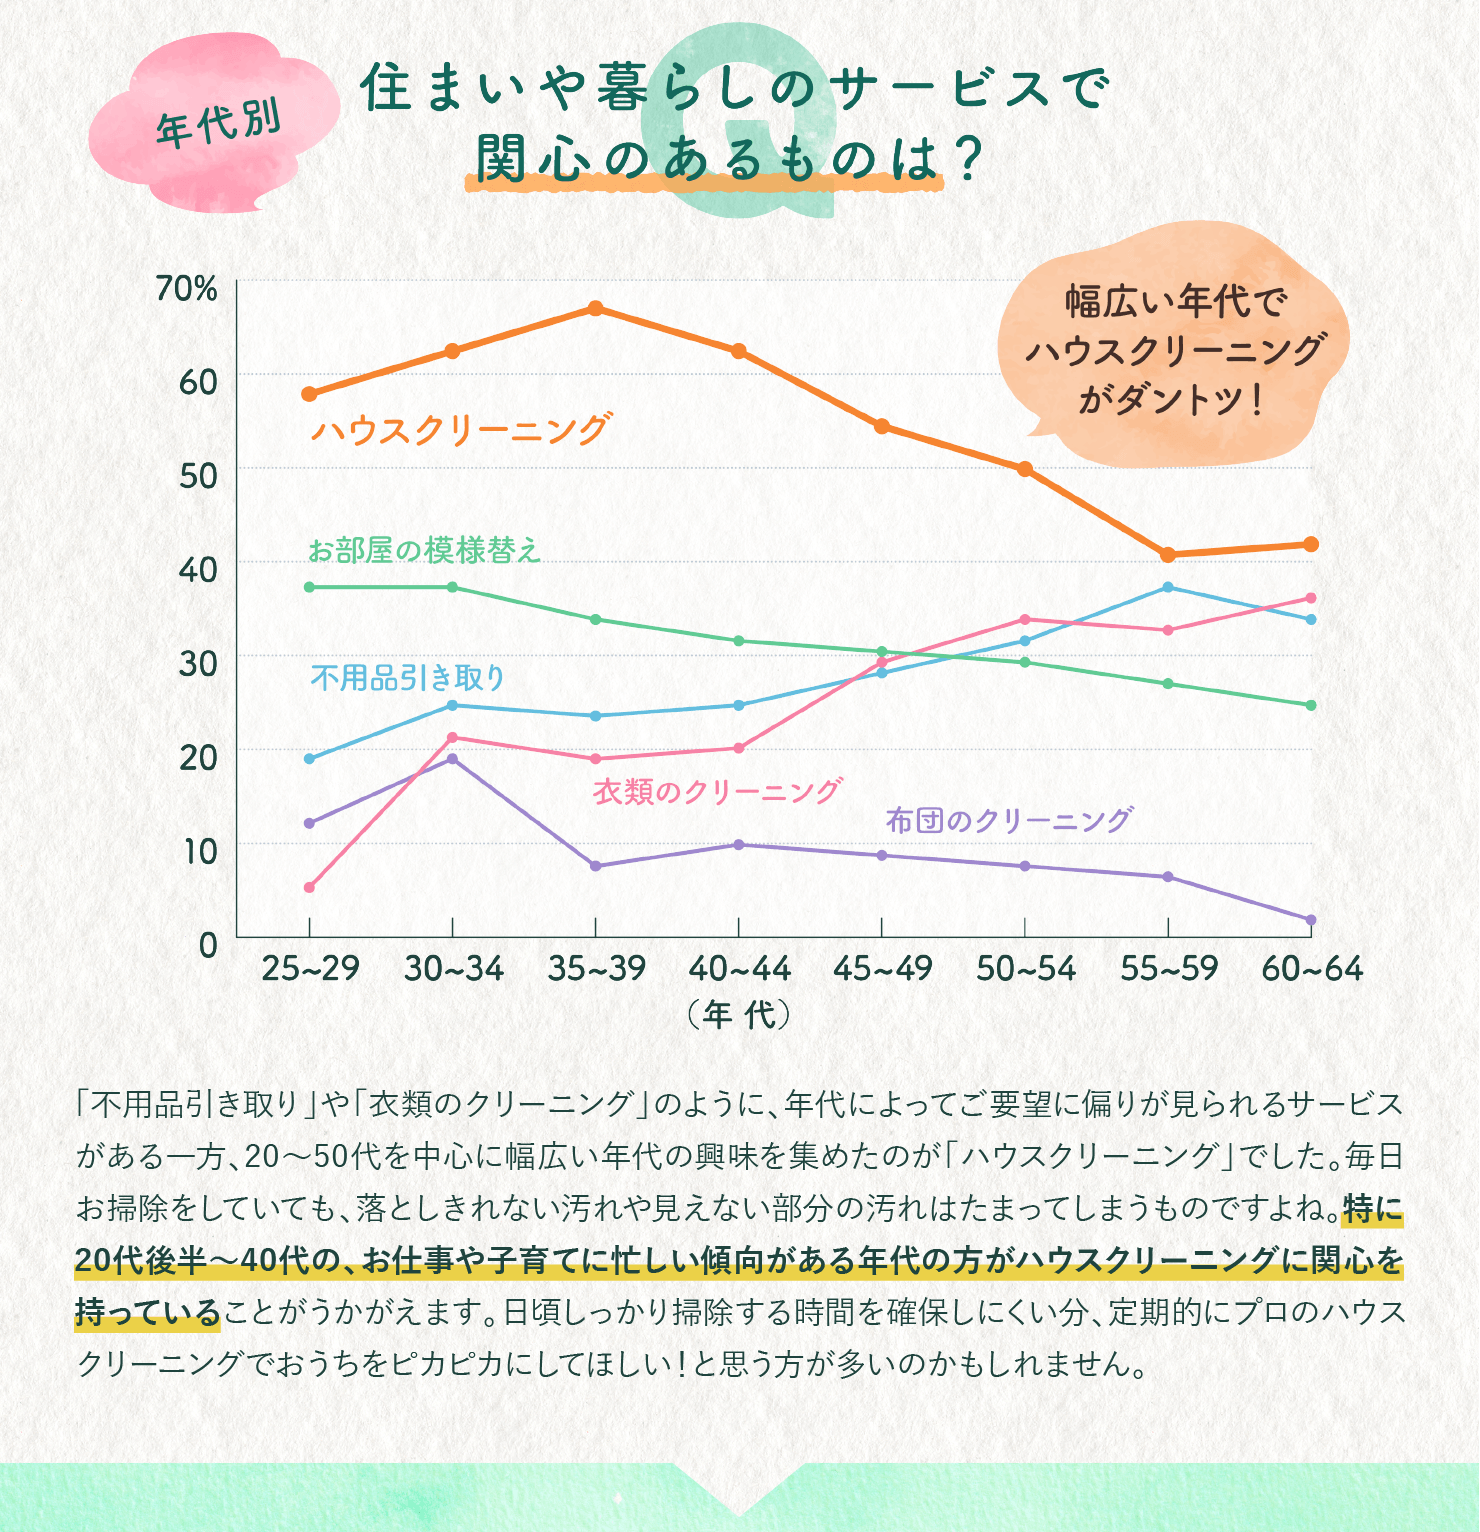 年代別
住まいや暮らしのサービスで
関心のあるものは？
Q
幅広い年代で
ハウスクリーニング
がダントツ！
70%
60
50
40
30
20
10
0
ハウスクリーニング
お部屋の模様替え
不用品引き取り
衣類のクリーニング
布団のクリーニング
25~29 30~34 35~39 40~44 45~49 50~54 55~59 60~64
（年 代）
「不用品引き取り」や「衣類のクリーニング」のように、年代によってご要望に偏りが見られるサービス
がある一方、20〜50代を中心に幅広い年代の興味を集めたのが「ハウスクリーニング」でした。毎日
お掃除をしていても、落としきれない汚れや見えない部分の汚れはたまってしまうものですよね。特に
20代後半〜40代の、お仕事や子育てに忙しい傾向がある年代の方がハウスクリーニングに関心を
持っていることがうかがえます。日頃しっかり掃除する時間を確保しにくい分、定期的にプロのハウス
クリーニングでおうちをピカピカにしてほしい！と思う方が多いのかもしれません。